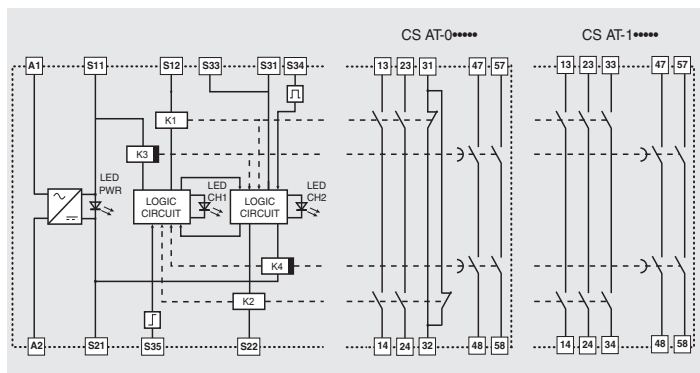 CS AT-0•••••
CS AT-1•••••
A1 S11 S12 S33 S31 S34 13 23 31 47 57 13 23 33 47 57
K1
K3
LED PWR
LOGIC CIRCUIT
LED CH1
LOGIC CIRCUIT
LED CH2
K4
K2
A2 S21 S35 S22 14 24 32 48 58 14 24 34 48 58